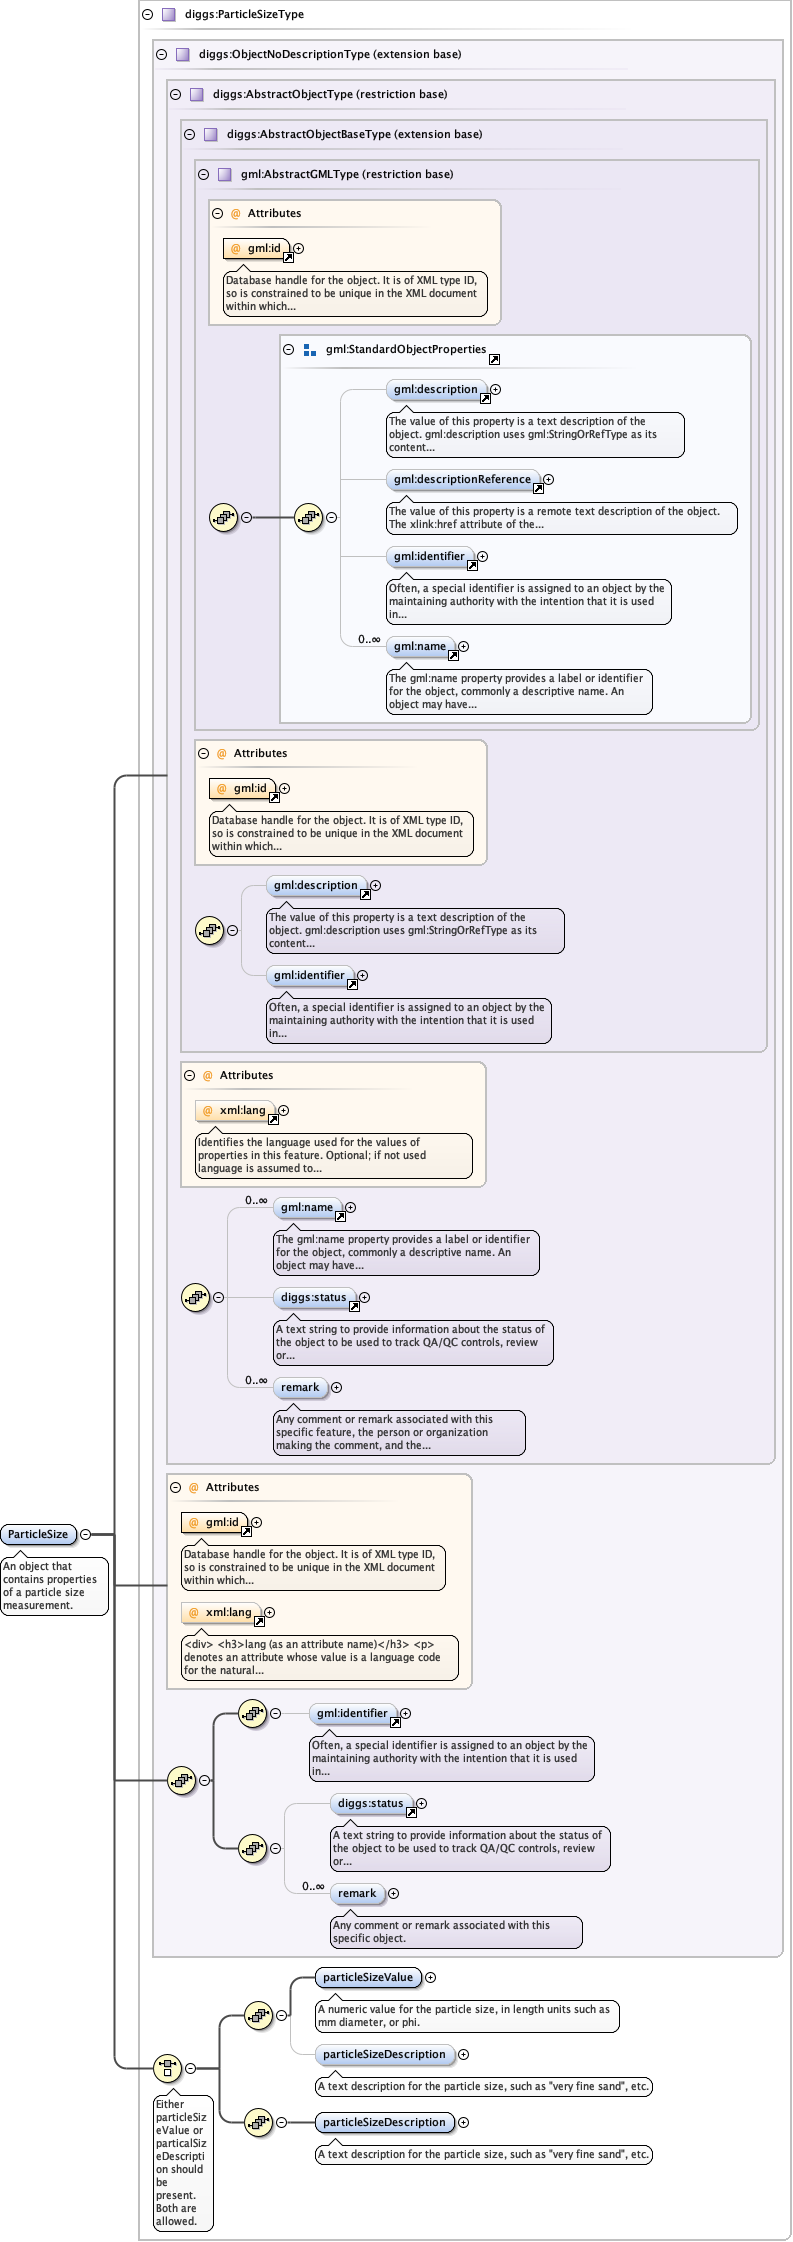 diggs:ParticleSizeType
diggs:ObjectNoDescriptionType (extension base)
diggs:AbstractObjectType (restriction base)
diggs:AbstractObjectBaseType (extension base)
gml:AbstractGMLType (restriction base)
@ Attributes
@ gml:id
Database handle for the object. It is of XML type ID,
so is constrained to be unique in the XML document
within which...
gml:StandardObjectProperties
gml:description
The value of this property is a text description of the
object. gml:description uses gml:StringOrRefType as its
content...
gml:descriptionReference
The value of this property is a remote text description of the object.
The xlink:href attribute of the...
gml:identifier
Often, a special identifier is assigned to an object by the
maintaining authority with the intention that it is used
in...
0..∞
gml:name
The gml:name property provides a label or identifier
for the object, commonly a descriptive name. An
object may have...
@ Attributes
@ gml:id
Database handle for the object. It is of XML type ID,
so is constrained to be unique in the XML document
within which...
gml:description
The value of this property is a text description of the
object. gml:description uses gml:StringOrRefType as its
content...
gml:identifier
Often, a special identifier is assigned to an object by the
maintaining authority with the intention that it is used
in...
@ Attributes
@ xml:lang
Identifies the language used for the values of
properties in this feature. Optional; if not used
language is assumed to...
0..∞
gml:name
The gml:name property provides a label or identifier
for the object, commonly a descriptive name. An
object may have...
diggs:status
A text string to provide information about the status of
the object to be used to track QA/QC controls, review
or...
0..∞
remark
Any comment or remark associated with this
specific feature, the person or organization
making the comment, and the...
@ Attributes
@ gml:id
Database handle for the object. It is of XML type ID,
so is constrained to be unique in the XML document
within which...
@ xml:lang
<div> <h3>lang (as an attribute name)</h3> <p>
denotes an attribute whose value is a language code
for the natural...
ParticleSize
An object that
contains properties
of a particle size
measurement.
gml:identifier
Often, a special identifier is assigned to an object by the
maintaining authority with the intention that it is used
in...
diggs:status
A text string to provide information about the status of
the object to be used to track QA/QC controls, review
or...
0..∞
remark
Any comment or remark associated with this
specific object.
particleSizeValue
A numeric value for the particle size, in length units such as
mm diameter, or phi.
particleSizeDescription
A text description for the particle size, such as "very fine sand", etc.
particleSizeDescription
A text description for the particle size, such as "very fine sand", etc.
Either
particleSiz
eValue or
particalSiz
eDescripti
on should
be
present.
Both are
allowed.